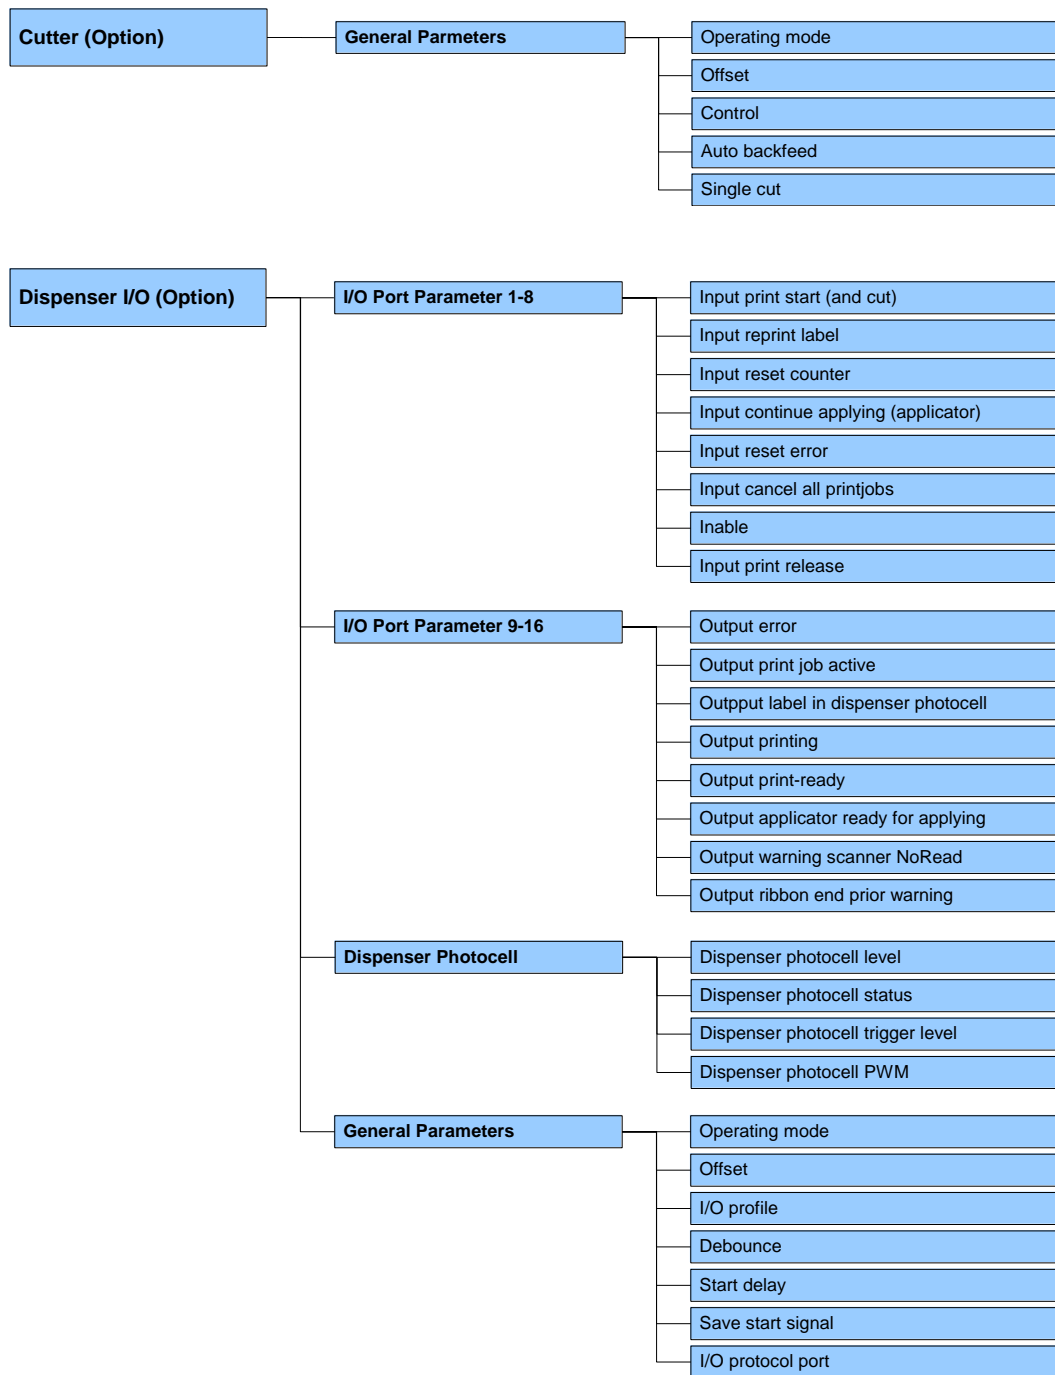 Cutter (Option)
General Parmeters
Operating mode
Offset
Control
Auto backfeed
Single cut
Dispenser I/O (Option)
I/O Port Parameter 1-8
Input print start (and cut)
Input reprint label
Input reset counter
Input continue applying (applicator)
Input reset error
Input cancel all printjobs
Inable
Input print release
I/O Port Parameter 9-16
Output error
Output print job active
Outpput label in dispenser photocell
Output printing
Output print-ready
Output applicator ready for applying
Output warning scanner NoRead
Output ribbon end prior warning
Dispenser Photocell
Dispenser photocell level
Dispenser photocell status
Dispenser photocell trigger level
Dispenser photocell PWM
General Parameters
Operating mode
Offset
I/O profile
Debounce
Start delay
Save start signal
I/O protocol port